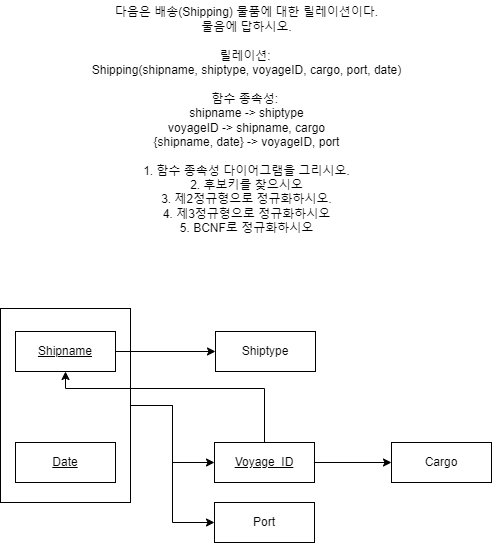 다음은 배송(Shipping) 물품에 대한 릴레이션이다.
물음에 답하시오.
릴레이션:
Shipping(shipname, shiptype, voyageID, cargo, port, date)
함수 종속성:
shipname -> shiptype
voyageID -> shipname, cargo
{shipname, date} -> voyageID, port
1. 함수 종속성 다이어그램을 그리시오.
2. 후보키를 찾으시오
3. 제2정규형으로 정규화하시오.
4. 제3정규형으로 정규화하시오
5. BCNF로 정규화하시오
Shipname
Shiptype
Date
Voyage_ID
Cargo
Port